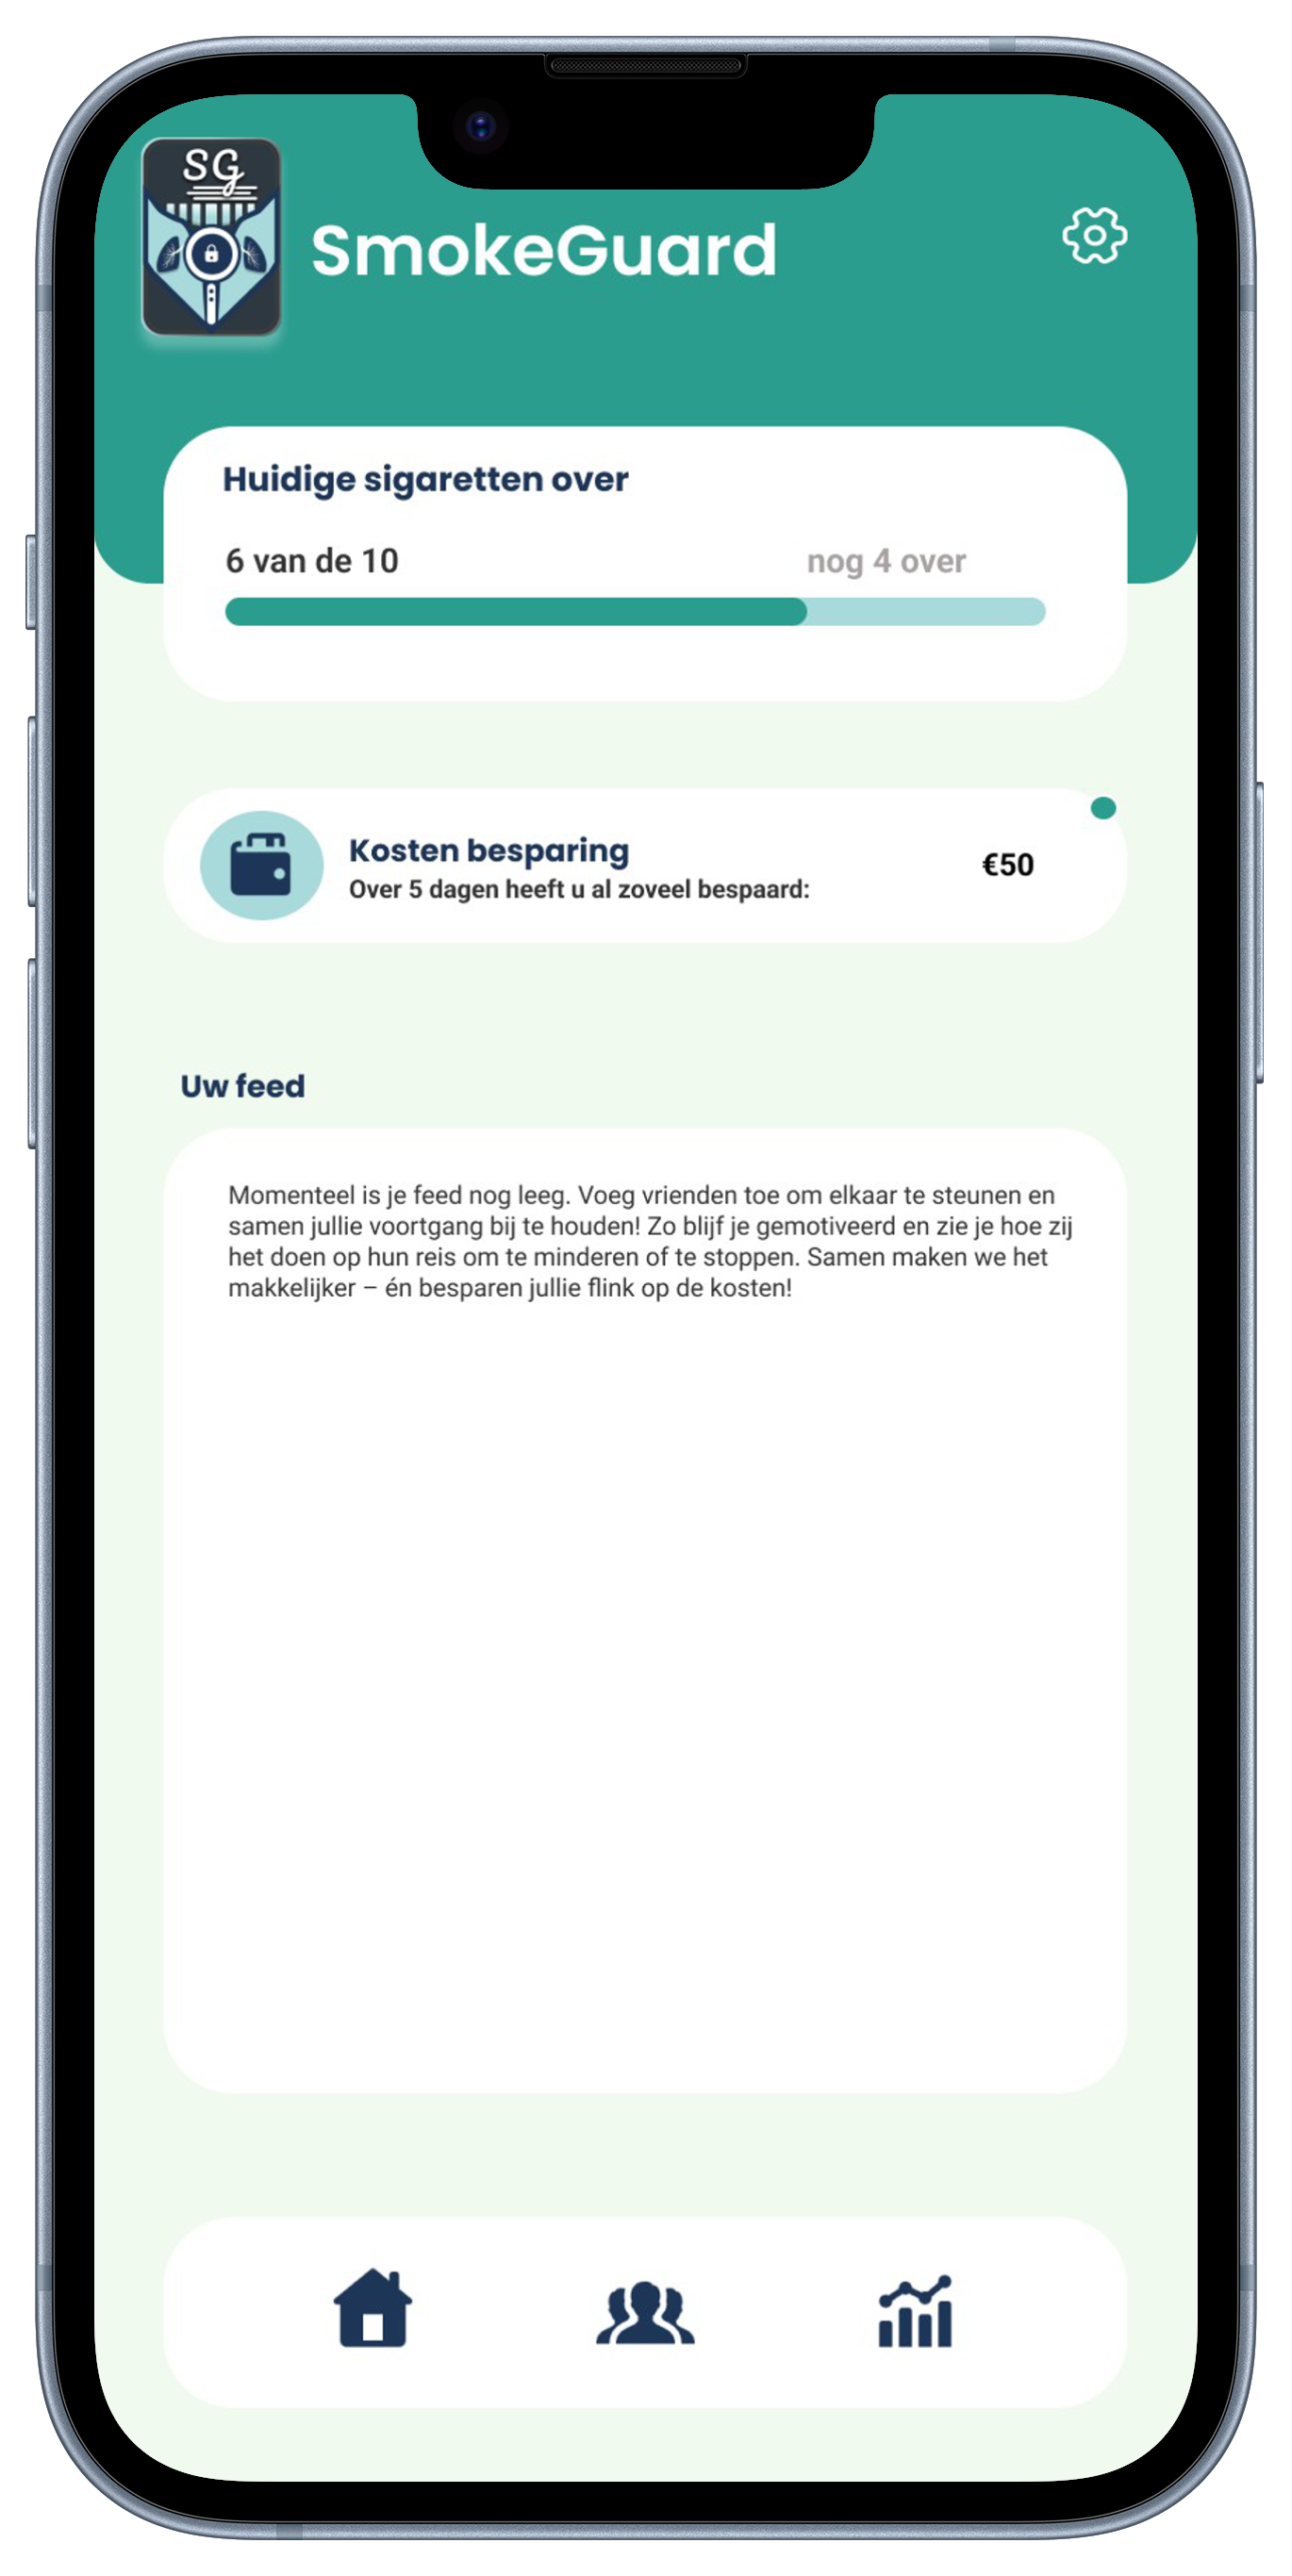 SG
SmokeGuard
Huidige sigaretten over
6 van de 10
nog 4 over
Kosten besparing
Over 5 dagen heeft u al zoveel bespaard:
€50
Uw feed
Momenteel is je feed nog leeg. Voeg vrienden toe om elkaar te steunen en
samen jullie voortgang bij te houden! Zo blijf je gemotiveerd en zie je hoe zij
het doen op hun reis om te minderen of te stoppen. Samen maken we het
makkelijker – én besparen jullie flink op de kosten!